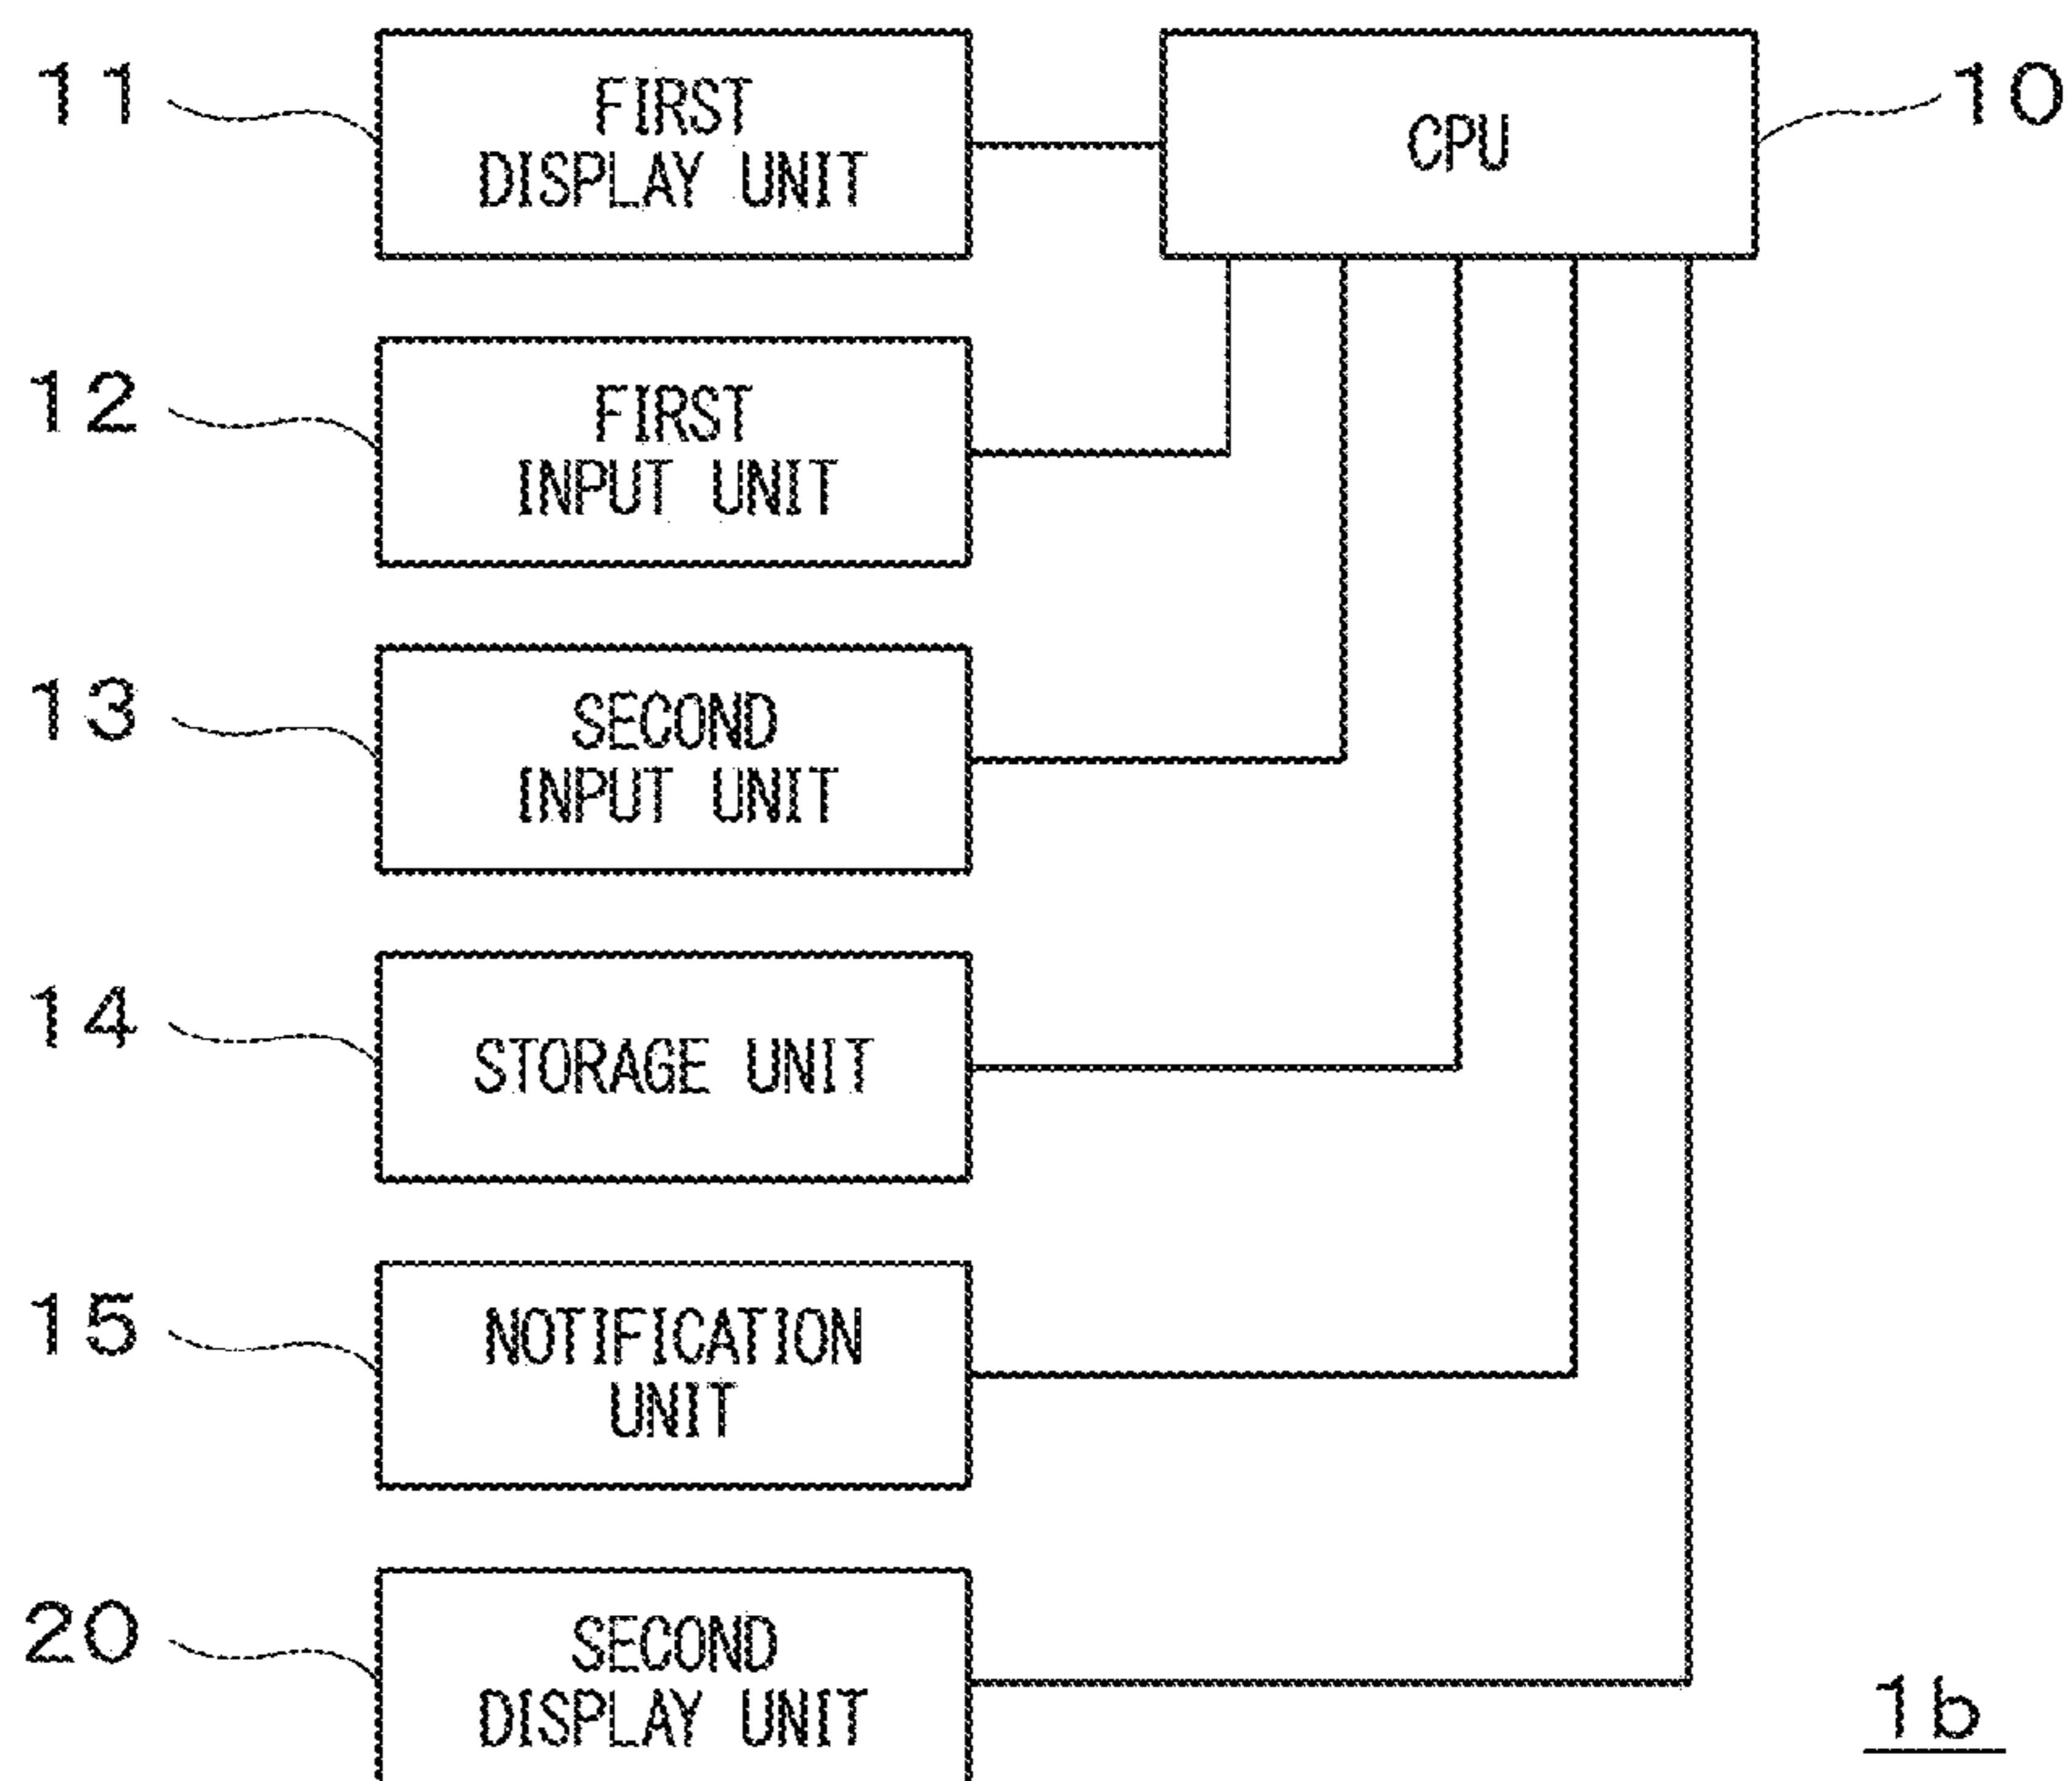 11
FIRST
DISPLAY UNIT
CPU
10
12
FIRST
INPUT UNIT
13
SECOND
INPUT UNIT
14
STORAGE UNIT
15
NOTIFICATION
UNIT
20
SECOND
DISPLAY UNIT
1b